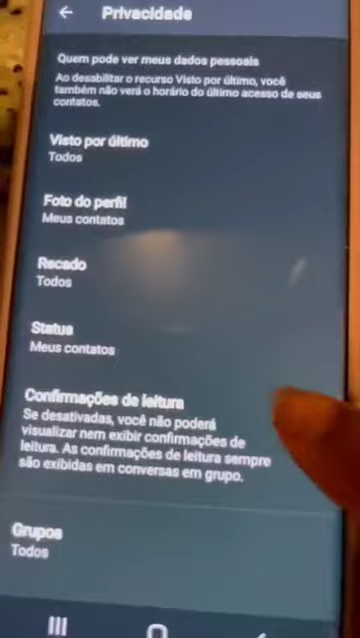 Privacidade
Quem pode ver meus dados pessoais
Ao desabilitar o recurso Visto por último, você
também não verá o horário do último acesso de seus
contatos.
Visto por último
Todos
Foto do perfil
Meus contatos
Recado
Todos
Status
Meus contatos
Confirmações de leitura
Se desativadas, você não poderá
visualizar nem exibir confirmações de
leitura. As confirmações de leitura sempre
são exibidas em conversas em grupo.
Grupos
Todos